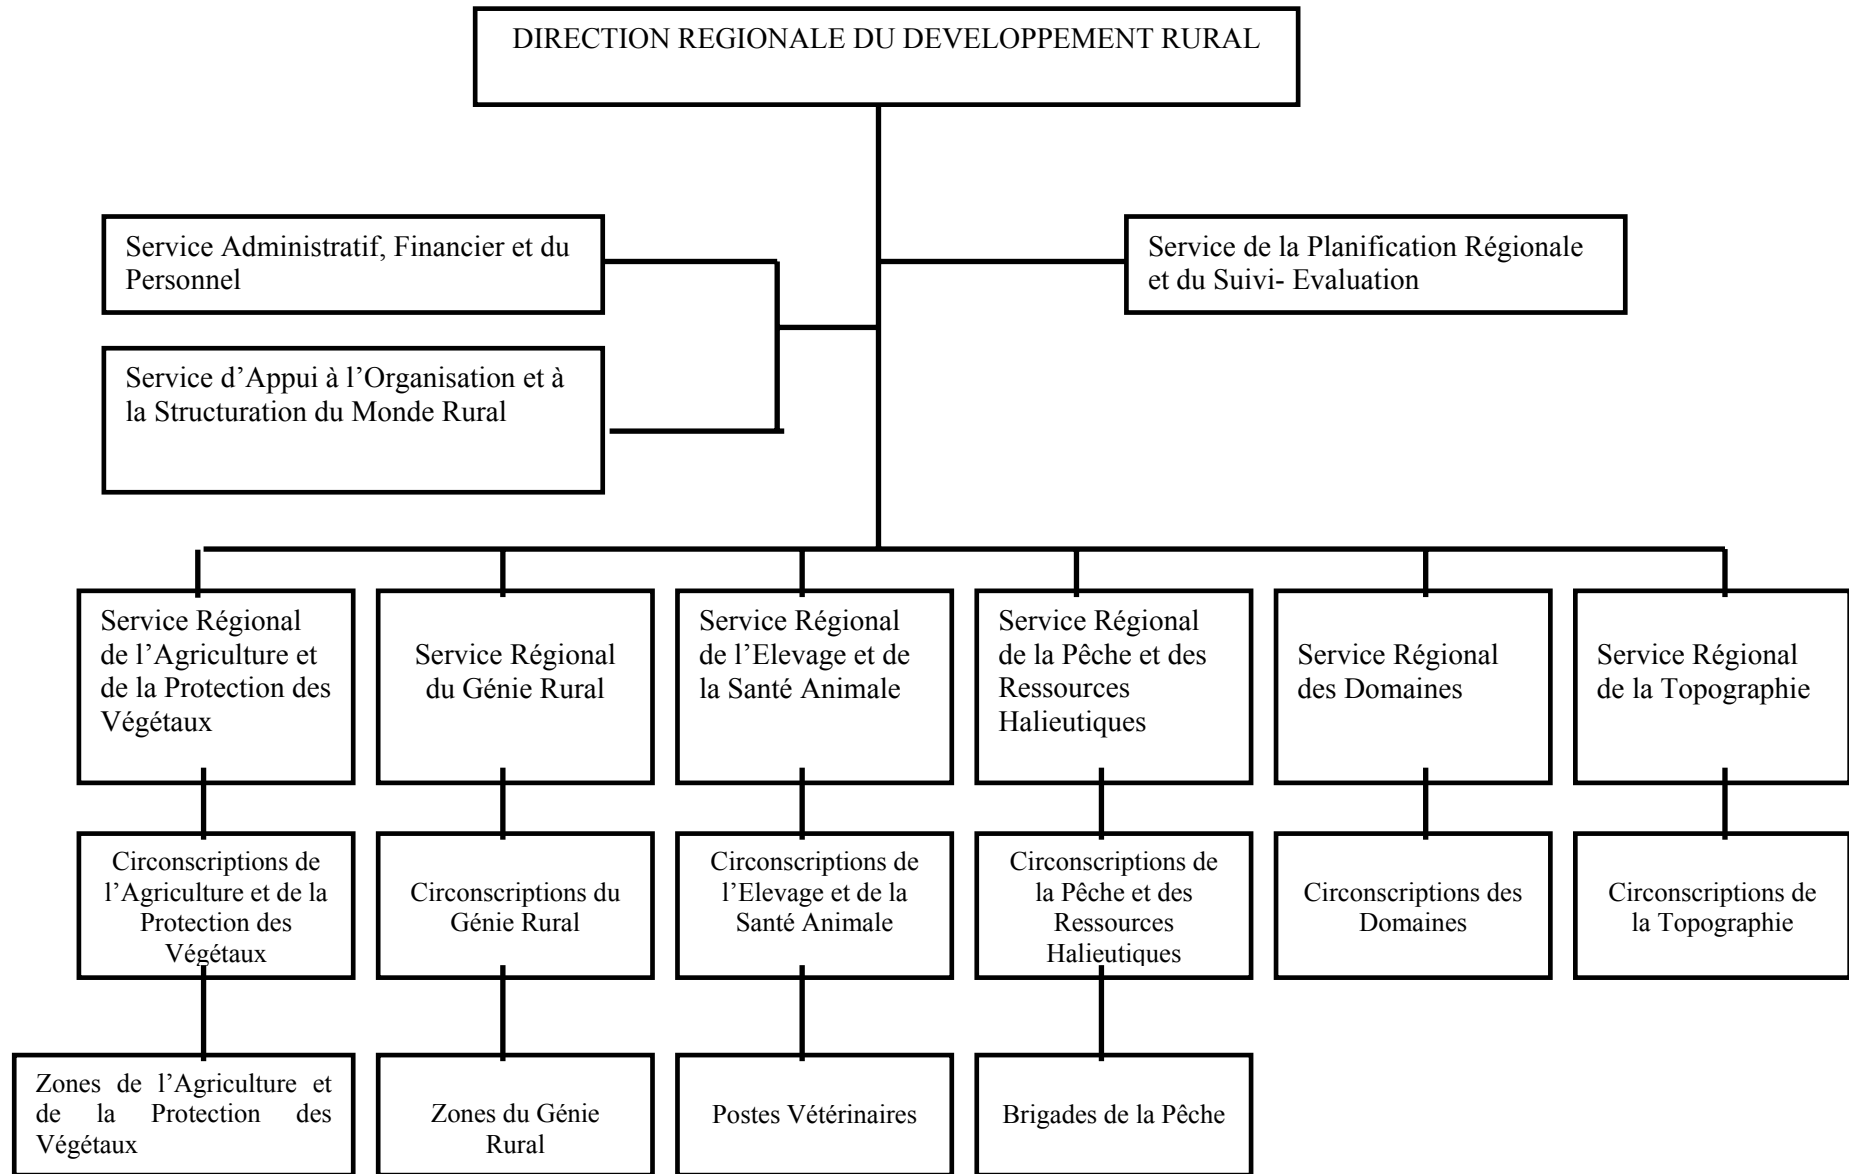 DIRECTION REGIONALE DU DEVELOPPEMENT RURAL
Service Administratif, Financier et du
Personnel
Service de la Planification Régionale
et du Suivi- Evaluation
Service d’Appui à l’Organisation et à
la Structuration du Monde Rural
Service Régional
de l’Agriculture et
de la Protection des
Végétaux
Service Régional
du Génie Rural
Service Régional
de l’Elevage et de
la Santé Animale
Service Régional
de la Pêche et des
Ressources
Halieutiques
Service Régional
des Domaines
Service Régional
de la Topographie
Circonscriptions de
l’Agriculture et de la
Protection des
Végétaux
Circonscriptions du
Génie Rural
Circonscriptions de
l’Elevage et de la
Santé Animale
Circonscriptions de
la Pêche et des
Ressources
Halieutiques
Circonscriptions des
Domaines
Circonscriptions de
la Topographie
Zones de l’Agriculture et
de la Protection des
Végétaux
Zones du Génie
Rural
Postes Vétérinaires
Brigades de la Pêche